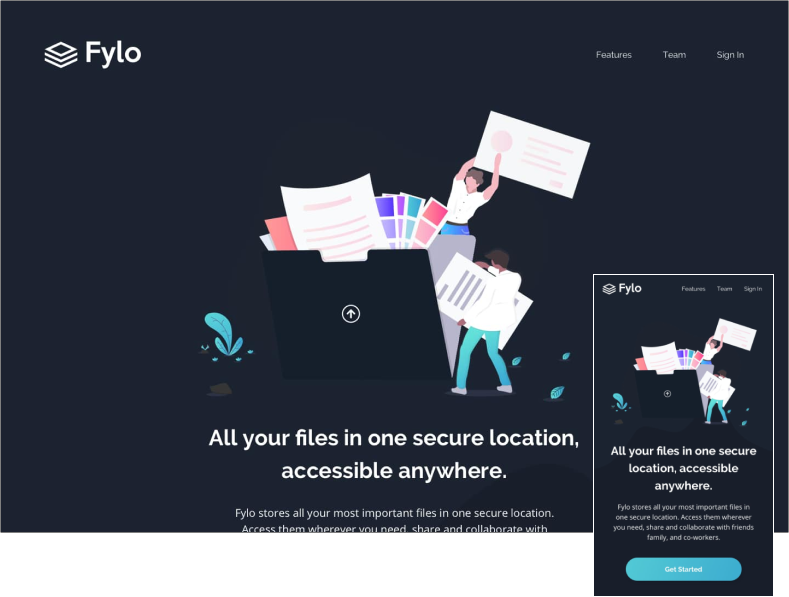 Fylo
Features Team Sign In
All your files in one secure location,
accessible anywhere.
Fylo stores all your most important files in one secure location.
Access them wherever you need, share and collaborate with
Fylo
Features Team Sign In
All your files in one secure
location, accessible
anywhere.
Fylo stores all your most important files in
one secure location. Access them wherever
you need, share and collaborate with friends
family, and co-workers.
Get Started